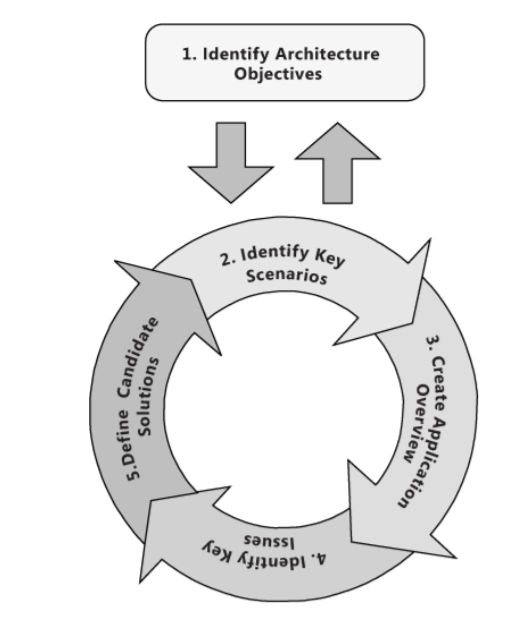 1. Identify Architecture
Objectives
2. Identify Key
Scenarios
3. Create Application
Overview
4. Identify Key
Issues
5.Define Candidate
Solutions